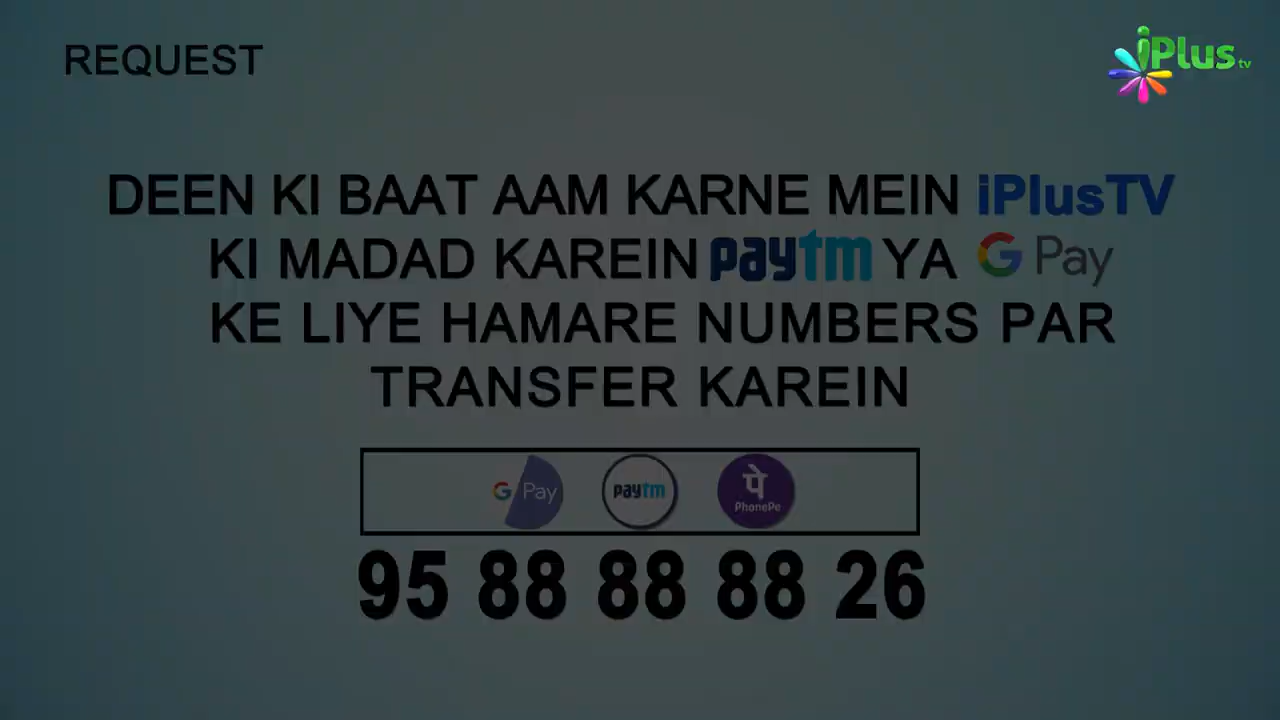 REQUEST
iPlus tv
DEEN KI BAAT AAM KARNE MEIN iPlusTV
KI MADAD KAREIN paytm YA G Pay
KE LIYE HAMARE NUMBERS PAR
TRANSFER KAREIN
G Pay paytm पे PhonePe
95 88 88 88 26